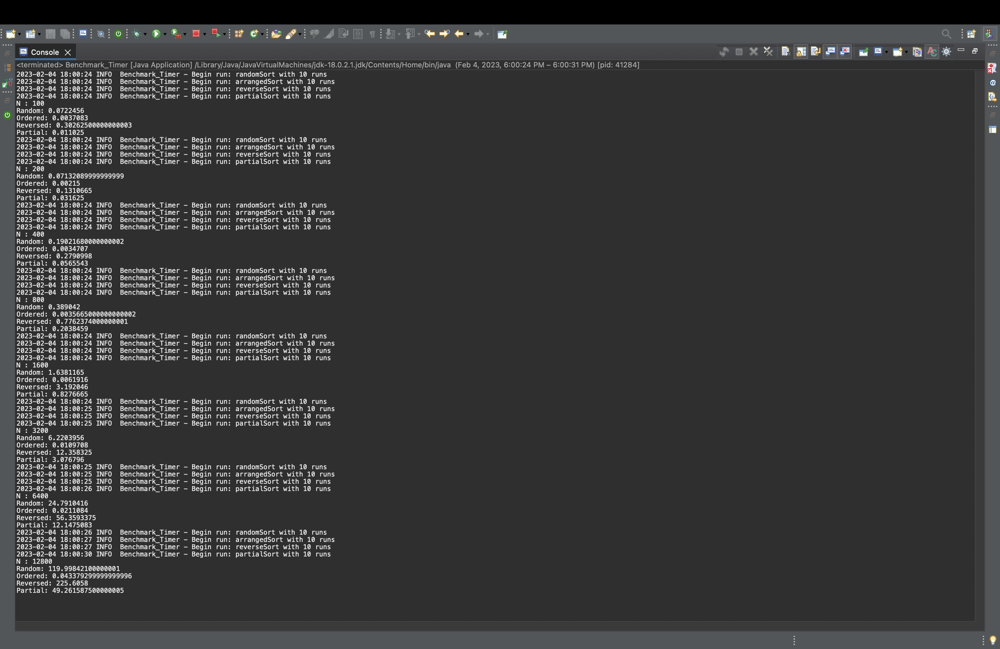 Console
<terminated> Benchmark_Timer [Java Application] /Library/Java/JavaVirtualMachines/jdk-18.0.2.1.jdk/Contents/Home/bin/java (Feb 4, 2023, 6:00:24 PM – 6:00:31 PM) [pid: 41284]
2023-02-04 18:00:24 INFO  Benchmark_Timer - Begin run: randomSort with 10 runs
2023-02-04 18:00:24 INFO  Benchmark_Timer - Begin run: arrangedSort with 10 runs
2023-02-04 18:00:24 INFO  Benchmark_Timer - Begin run: reverseSort with 10 runs
2023-02-04 18:00:24 INFO  Benchmark_Timer - Begin run: partialSort with 10 runs
N : 100
Random: 0.0722456
Ordered: 0.0037083
Reversed: 0.30262500000000003
Partial: 0.011025
2023-02-04 18:00:24 INFO  Benchmark_Timer - Begin run: randomSort with 10 runs
2023-02-04 18:00:24 INFO  Benchmark_Timer - Begin run: arrangedSort with 10 runs
2023-02-04 18:00:24 INFO  Benchmark_Timer - Begin run: reverseSort with 10 runs
2023-02-04 18:00:24 INFO  Benchmark_Timer - Begin run: partialSort with 10 runs
N : 200
Random: 0.07132089999999999
Ordered: 0.00215
Reversed: 0.1310665
Partial: 0.031625
2023-02-04 18:00:24 INFO  Benchmark_Timer - Begin run: randomSort with 10 runs
2023-02-04 18:00:24 INFO  Benchmark_Timer - Begin run: arrangedSort with 10 runs
2023-02-04 18:00:24 INFO  Benchmark_Timer - Begin run: reverseSort with 10 runs
2023-02-04 18:00:24 INFO  Benchmark_Timer - Begin run: partialSort with 10 runs
N : 400
Random: 0.19021680000000002
Ordered: 0.0034707
Reversed: 0.2790998
Partial: 0.0565543
2023-02-04 18:00:24 INFO  Benchmark_Timer - Begin run: randomSort with 10 runs
2023-02-04 18:00:24 INFO  Benchmark_Timer - Begin run: arrangedSort with 10 runs
2023-02-04 18:00:24 INFO  Benchmark_Timer - Begin run: reverseSort with 10 runs
2023-02-04 18:00:24 INFO  Benchmark_Timer - Begin run: partialSort with 10 runs
N : 800
Random: 0.389042
Ordered: 0.0035665000000000002
Reversed: 0.7762374000000001
Partial: 0.2038459
2023-02-04 18:00:24 INFO  Benchmark_Timer - Begin run: randomSort with 10 runs
2023-02-04 18:00:24 INFO  Benchmark_Timer - Begin run: arrangedSort with 10 runs
2023-02-04 18:00:24 INFO  Benchmark_Timer - Begin run: reverseSort with 10 runs
2023-02-04 18:00:24 INFO  Benchmark_Timer - Begin run: partialSort with 10 runs
N : 1600
Random: 1.6381165
Ordered: 0.0061916
Reversed: 3.192046
Partial: 0.8276665
2023-02-04 18:00:24 INFO  Benchmark_Timer - Begin run: randomSort with 10 runs
2023-02-04 18:00:25 INFO  Benchmark_Timer - Begin run: arrangedSort with 10 runs
2023-02-04 18:00:25 INFO  Benchmark_Timer - Begin run: reverseSort with 10 runs
2023-02-04 18:00:25 INFO  Benchmark_Timer - Begin run: partialSort with 10 runs
N : 3200
Random: 6.2203956
Ordered: 0.0109708
Reversed: 12.358325
Partial: 3.076796
2023-02-04 18:00:25 INFO  Benchmark_Timer - Begin run: randomSort with 10 runs
2023-02-04 18:00:25 INFO  Benchmark_Timer - Begin run: arrangedSort with 10 runs
2023-02-04 18:00:25 INFO  Benchmark_Timer - Begin run: reverseSort with 10 runs
2023-02-04 18:00:26 INFO  Benchmark_Timer - Begin run: partialSort with 10 runs
N : 6400
Random: 24.7910416
Ordered: 0.0211084
Reversed: 56.3593375
Partial: 12.1475083
2023-02-04 18:00:26 INFO  Benchmark_Timer - Begin run: randomSort with 10 runs
2023-02-04 18:00:27 INFO  Benchmark_Timer - Begin run: arrangedSort with 10 runs
2023-02-04 18:00:27 INFO  Benchmark_Timer - Begin run: reverseSort with 10 runs
2023-02-04 18:00:30 INFO  Benchmark_Timer - Begin run: partialSort with 10 runs
N : 12800
Random: 119.99842100000001
Ordered: 0.043379299999999996
Reversed: 225.6058
Partial: 49.261587500000005